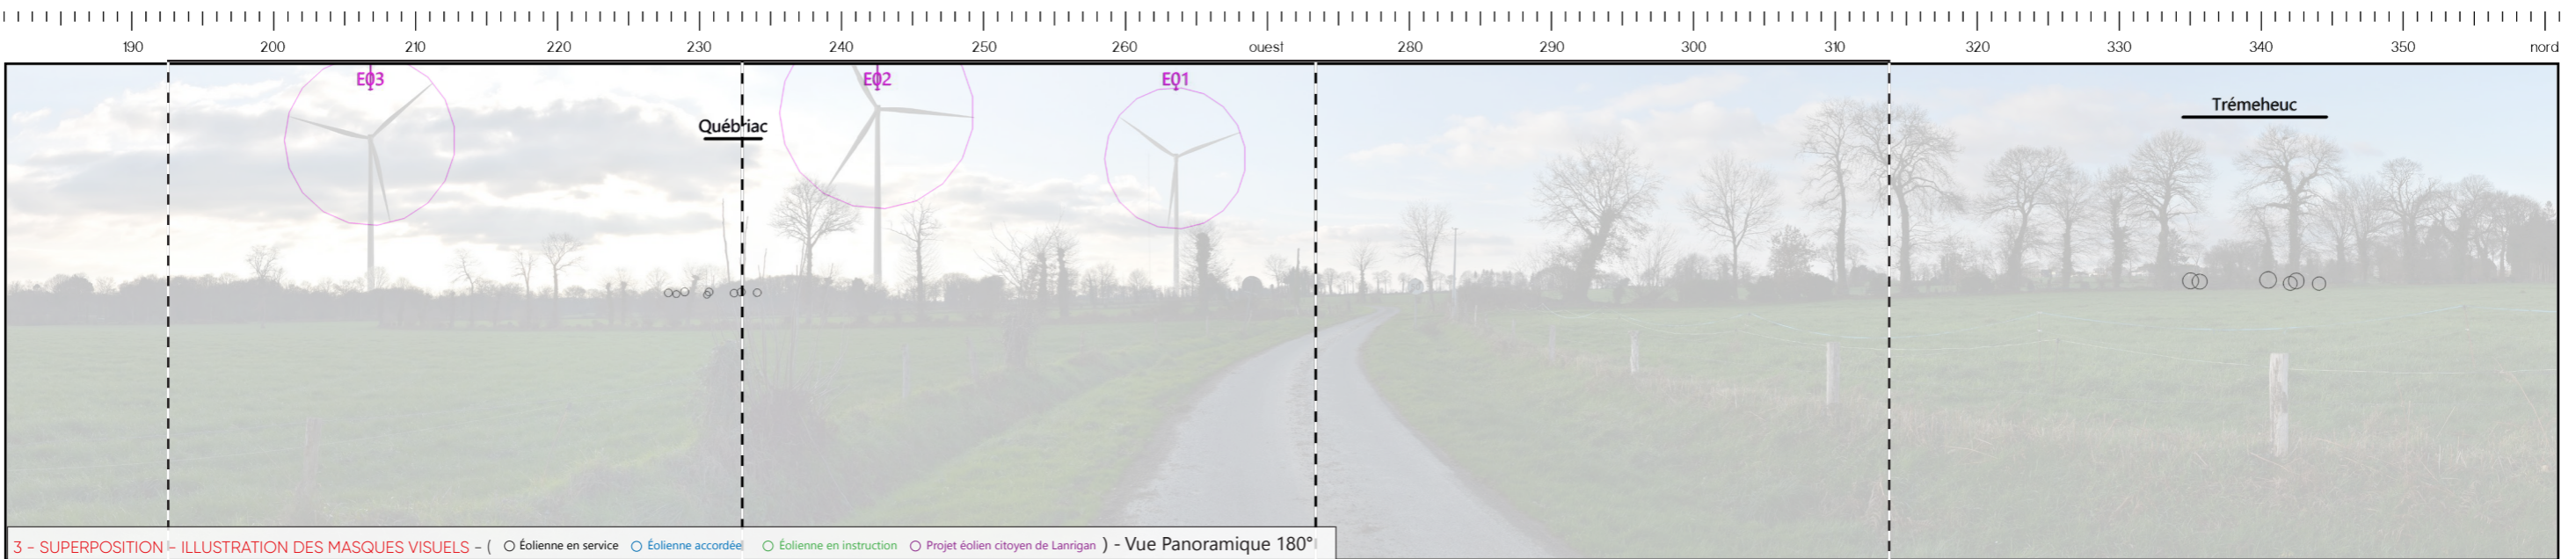 190 200 210 220 230 240 250 260 ouest 280 290 300 310 320 330 340 350 nord
E03 E02 E01
Trémeheuc
Québriac
3 - SUPERPOSITION - ILLUSTRATION DES MASQUES VISUELS - ( Éolienne en service Éolienne accordée Éolienne en instruction Projet éolien citoyen de Lanrigan ) - Vue Panoramique 180°